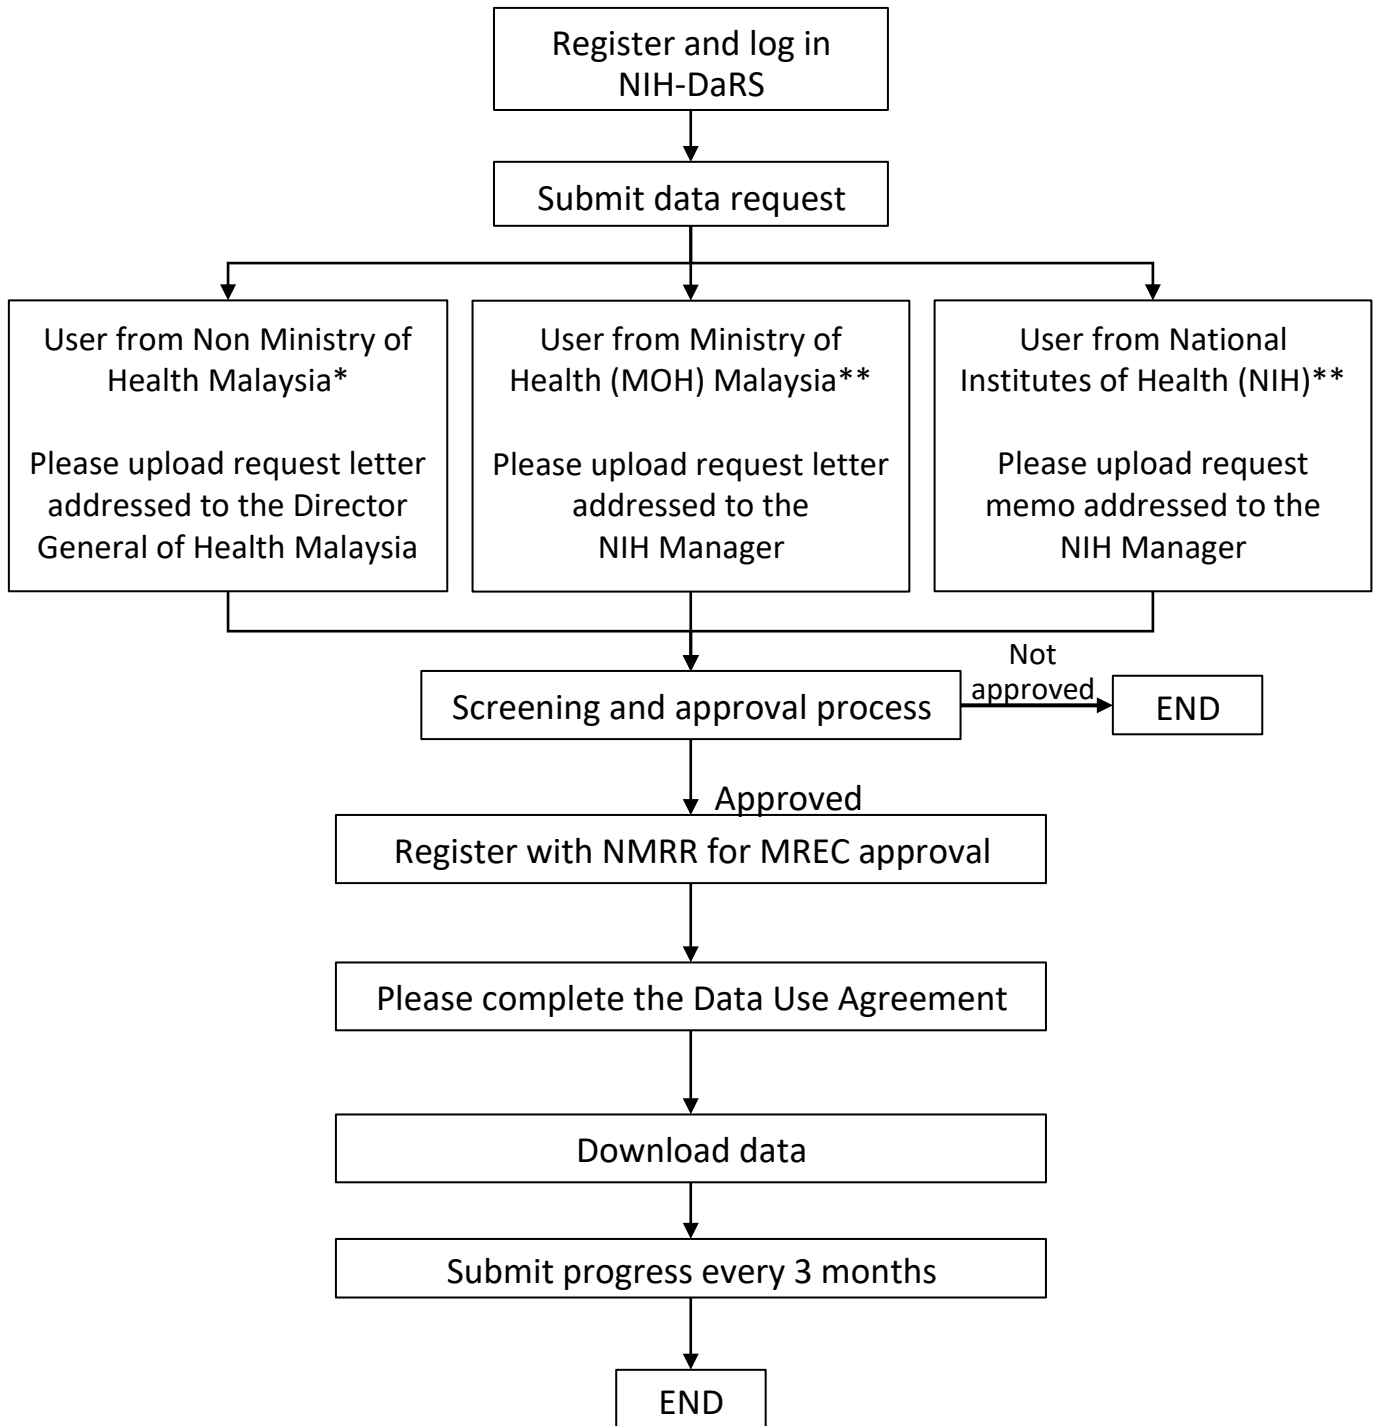 Register and log in
NIH-DaRS
Submit data request
User from Non Ministry of
Health Malaysia*
Please upload request letter
addressed to the Director
General of Health Malaysia
User from Ministry of
Health (MOH) Malaysia**
Please upload request letter
addressed to the
NIH Manager
User from National
Institutes of Health (NIH)**
Please upload request
memo addressed to the
NIH Manager
Screening and approval process
Not
approved
END
Approved
Register with NMRR for MREC approval
Please complete the Data Use Agreement
Download data
Submit progress every 3 months
END